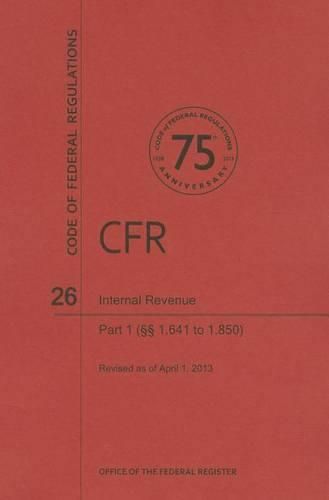 CODE OF FEDERAL REGULATIONS
CODE of FEDERAL REGULATIONS
1938 2013
75th
ANNIVERSARY
CFR
26 Internal Revenue
Part 1 (§§ 1.641 to 1.850)
Revised as of April 1, 2013
OFFICE OF THE FEDERAL REGISTER